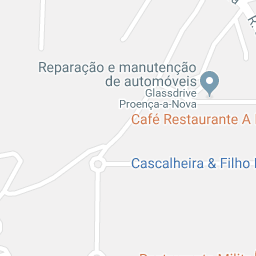 Reparação e manutenção
de automóveis
Glassdrive
Proença-a-Nova
Café Restaurante A
Cascalheira & Filho